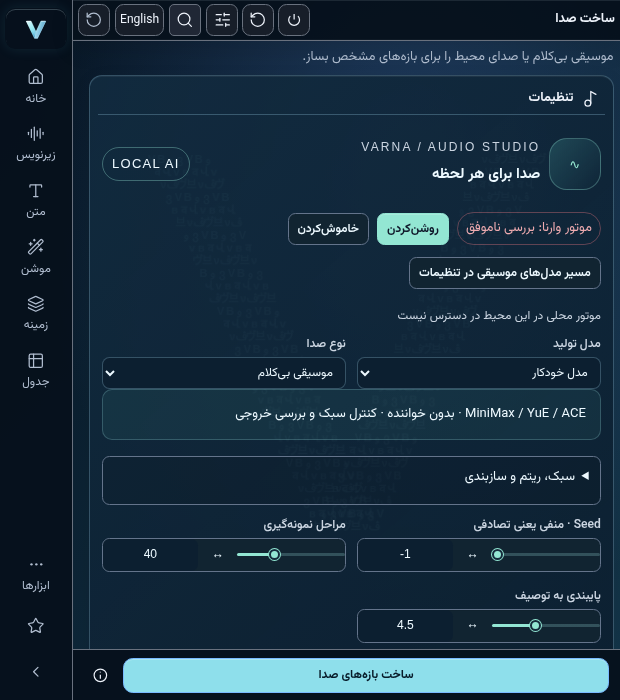 ساخت صدا
English
موسیقی بی‌کلام یا صدای محیط را برای بازه‌های مشخص بساز.
خانه
زیرنویس
متن
موشن
زمینه
جدول
ابزارها
تنظیمات
VARNA / AUDIO STUDIO
صدا برای هر لحظه
LOCAL AI
موتور وارنا: بررسی ناموفق
روشن‌کردن
خاموش‌کردن
مسیر مدل‌های موسیقی در تنظیمات
موتور محلی در این محیط در دسترس نیست
مدل تولید
نوع صدا
مدل خودکار
موسیقی بی‌کلام
MiniMax / YuE / ACE · بدون خواننده · کنترل سبک و بررسی خروجی
سبک، ریتم و سازبندی
Seed · منفی یعنی تصادفی
مراحل نمونه‌گیری
-1
40
پایبندی به توصیف
4.5
ساخت بازه‌های صدا